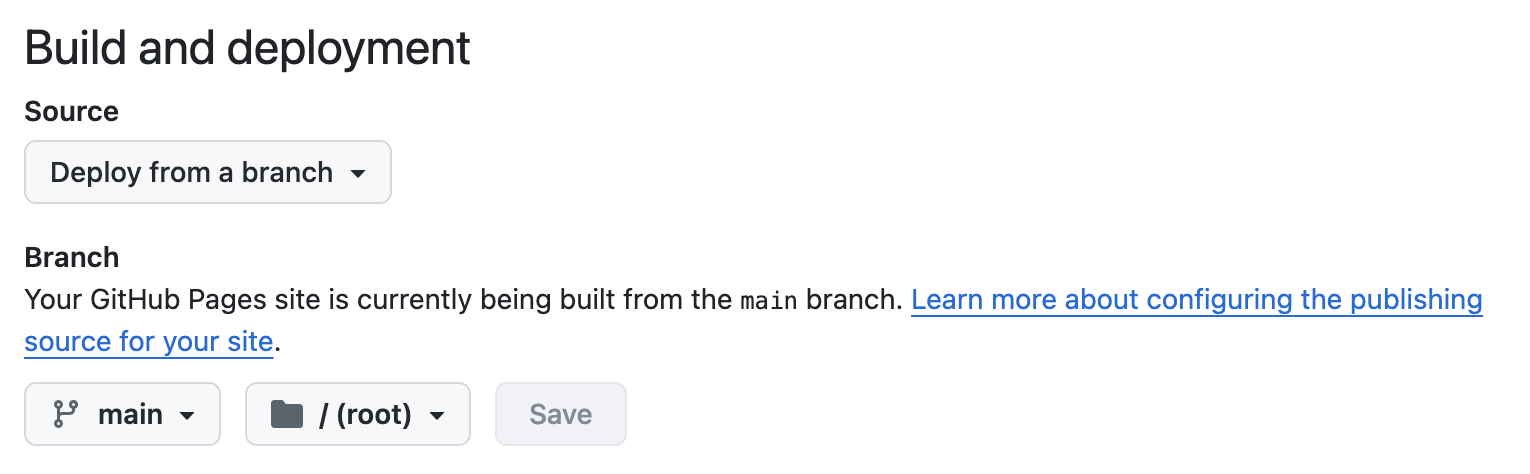 Build and deployment
Source
Deploy from a branch
Branch
Your GitHub Pages site is currently being built from the main branch. Learn more about configuring the publishing
source for your site.
main / (root) Save